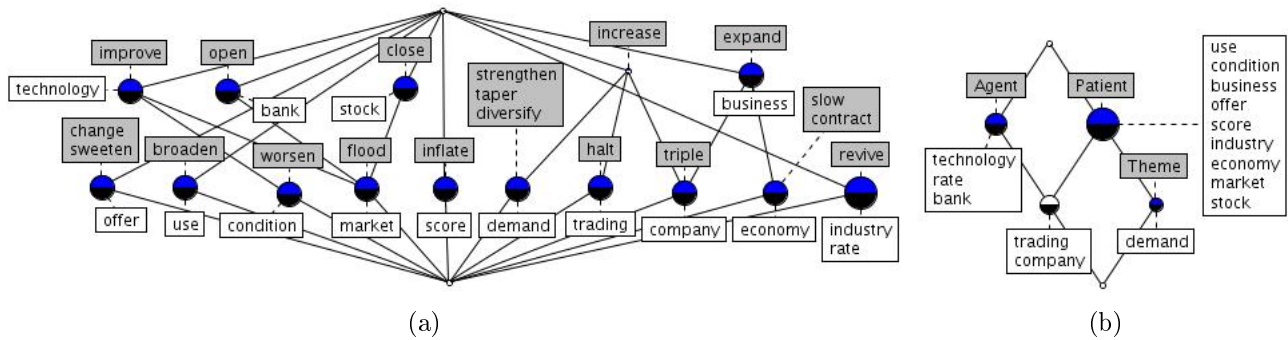 improve
open
close
increase
expand
technology
bank
stock
strengthen
taper
diversify
business
slow
contract
change
sweeten
broaden
worsen
flood
inflate
halt
triple
revive
offer
use
condition
market
score
demand
trading
company
economy
industry
rate
(a)
Agent
Patient
use
condition
business
offer
score
industry
economy
market
stock
technology
rate
bank
Theme
trading
company
demand
(b)